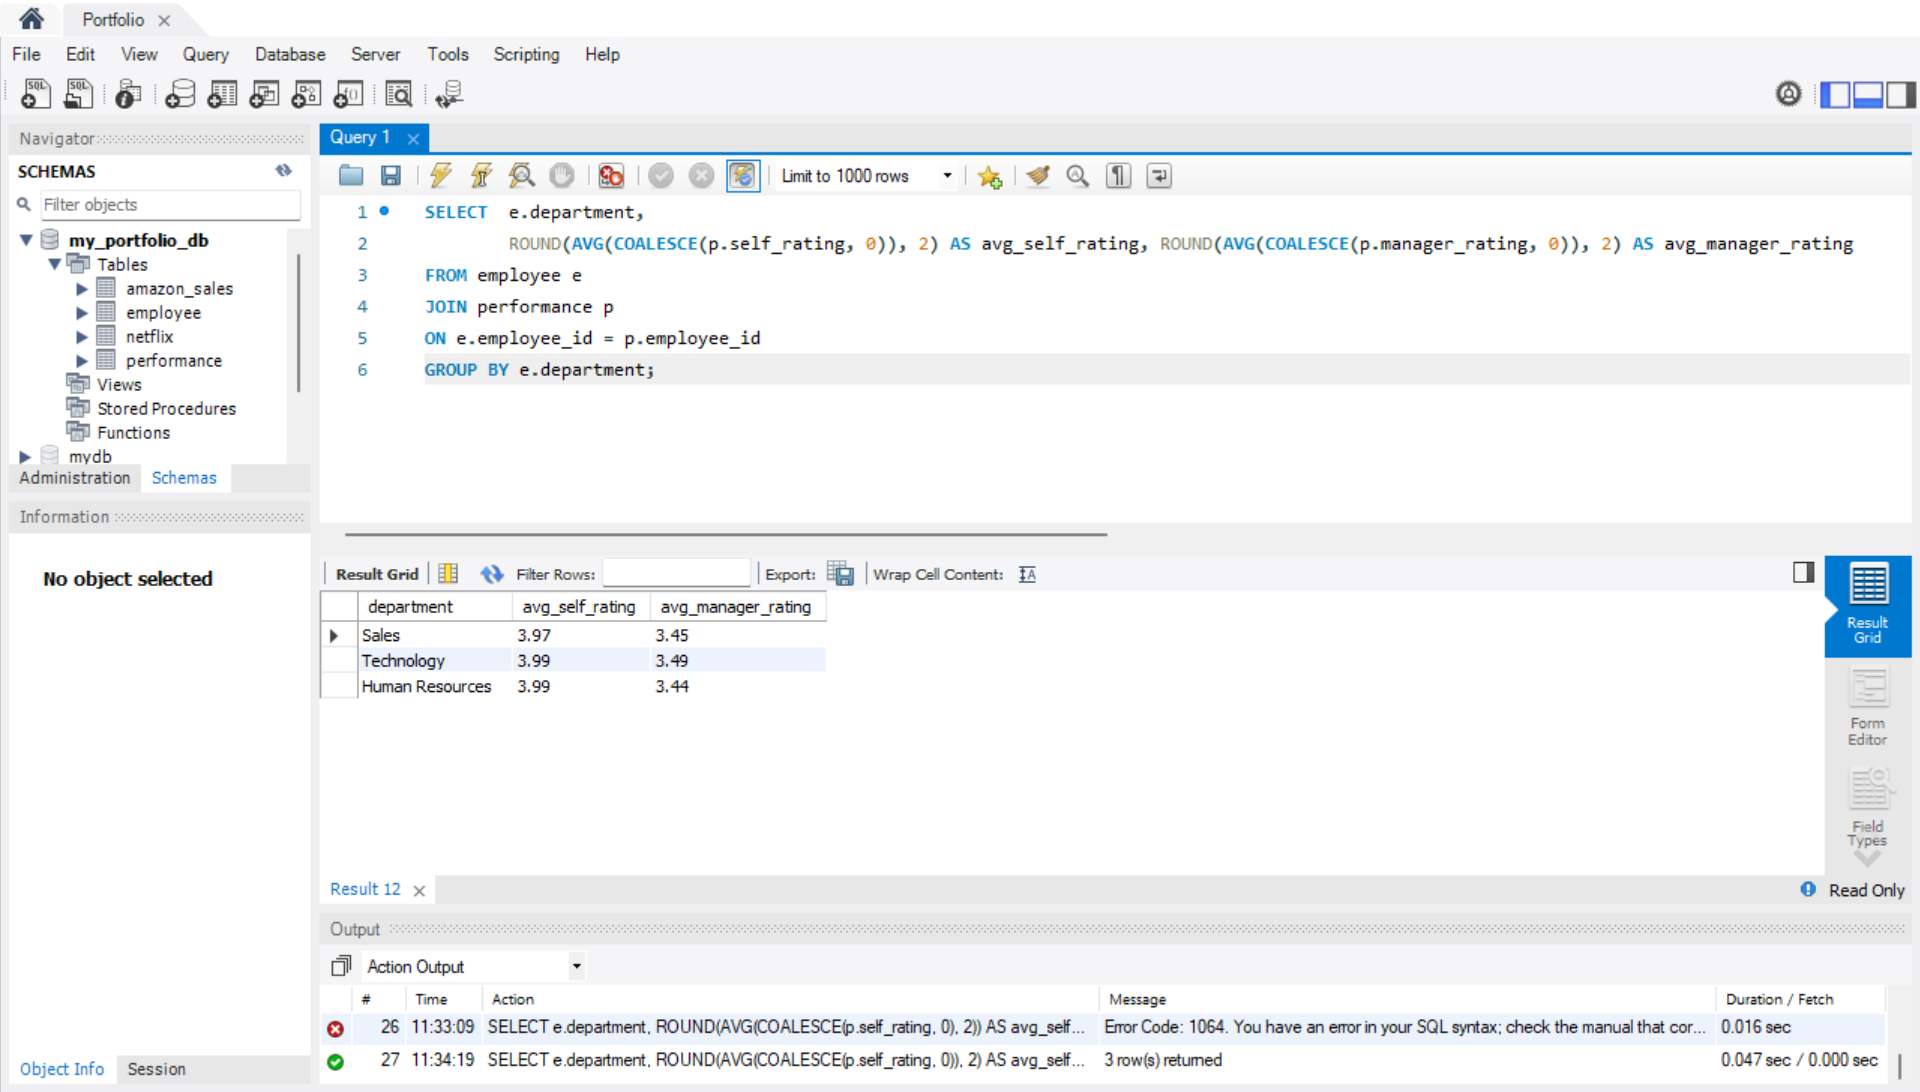 Portfolio
File Edit View Query Database Server Tools Scripting Help
Navigator
SCHEMAS
Filter objects
my_portfolio_db
Tables
amazon_sales
employee
netflix
performance
Views
Stored Procedures
Functions
mydb
Administration Schemas
Information
No object selected
Object Info Session
Query 1
Limit to 1000 rows
1 SELECT e.department,
2 ROUND(AVG(COALESCE(p.self_rating, 0)), 2) AS avg_self_rating, ROUND(AVG(COALESCE(p.manager_rating, 0)), 2) AS avg_manager_rating
3 FROM employee e
4 JOIN performance p
5 ON e.employee_id = p.employee_id
6 GROUP BY e.department;
Result Grid Filter Rows: Export: Wrap Cell Content:
department avg_self_rating avg_manager_rating
Sales 3.97 3.45
Technology 3.99 3.49
Human Resources 3.99 3.44
Result
Grid
Form
Editor
Field
Types
Result 12
Read Only
Output
Action Output
# Time Action Message Duration / Fetch
26 11:33:09 SELECT e.department, ROUND(AVG(COALESCE(p.self_rating, 0), 2)) AS avg_self... Error Code: 1064. You have an error in your SQL syntax; check the manual that cor... 0.016 sec
27 11:34:19 SELECT e.department, ROUND(AVG(COALESCE(p.self_rating, 0)), 2) AS avg_self... 3 row(s) returned 0.047 sec / 0.000 sec